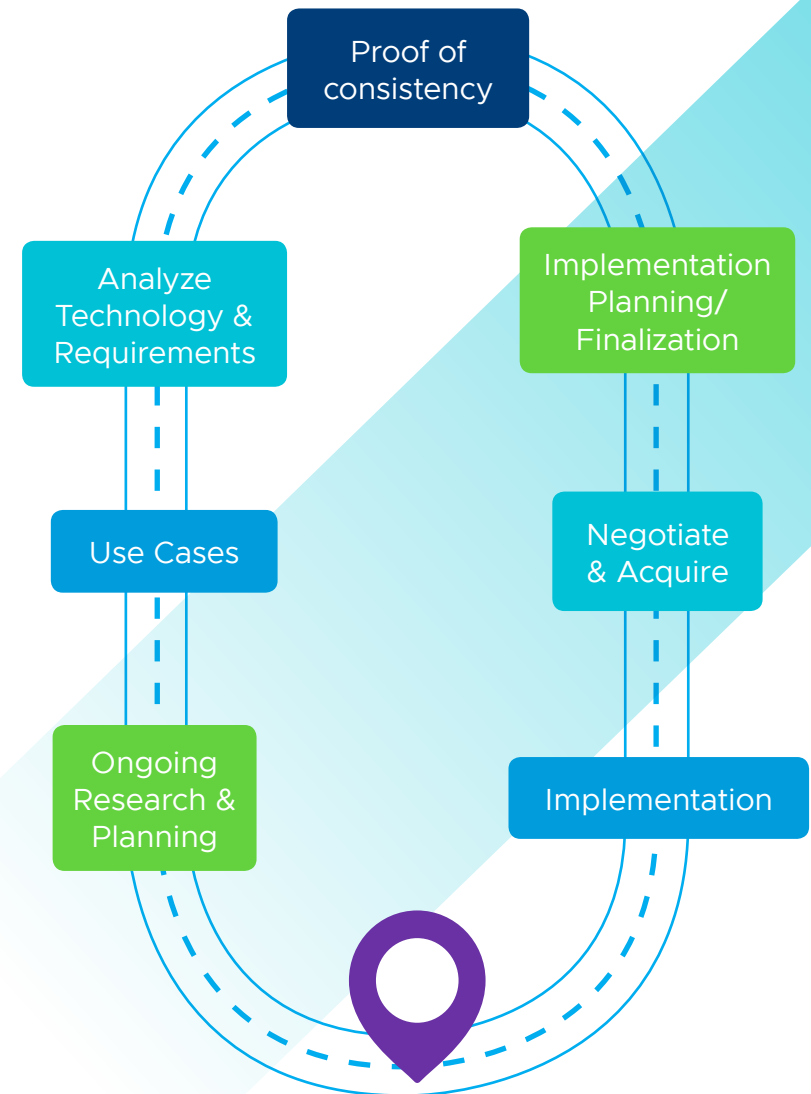 Proof of
consistency
Analyze
Technology &
Requirements
Implementation
Planning/
Finalization
Use Cases
Negotiate
& Acquire
Ongoing
Research &
Planning
Implementation